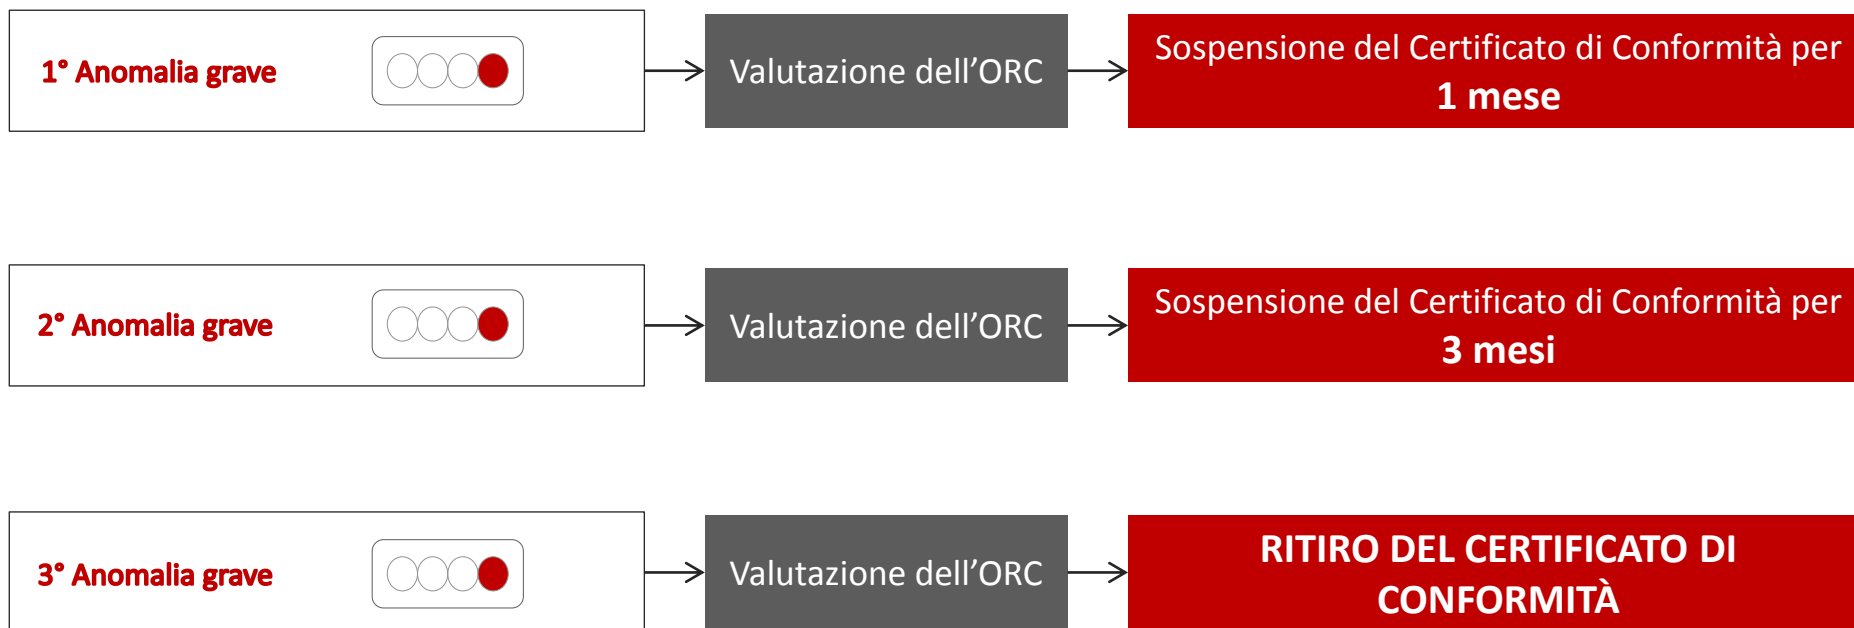 1° Anomalia grave
Valutazione dell’ORC
Sospensione del Certificato di Conformità per
1 mese
2° Anomalia grave
Valutazione dell’ORC
Sospensione del Certificato di Conformità per
3 mesi
3° Anomalia grave
Valutazione dell’ORC
RITIRO DEL CERTIFICATO DI
CONFORMITÀ